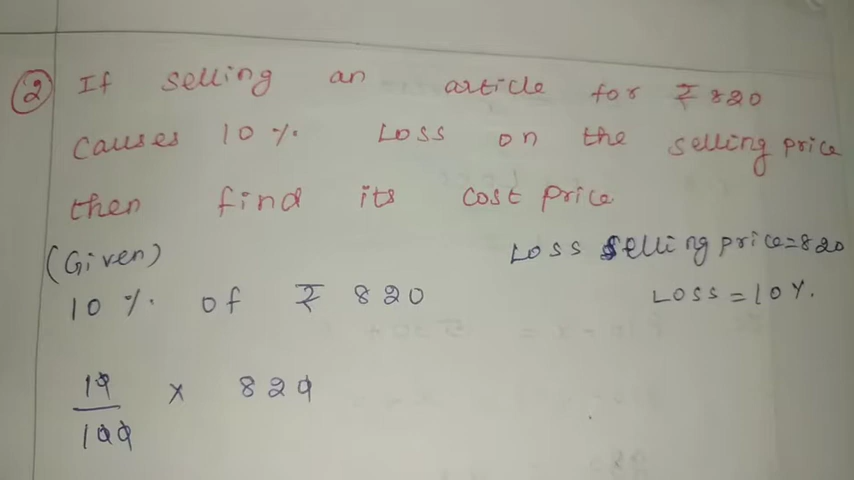 ② If selling an article for ₹ 820
causes 10 % Loss on the selling price
then find its cost price
(Given)
Loss selling price = 820
10 % of ₹ 820
Loss = 10 %.
10/100 × 820